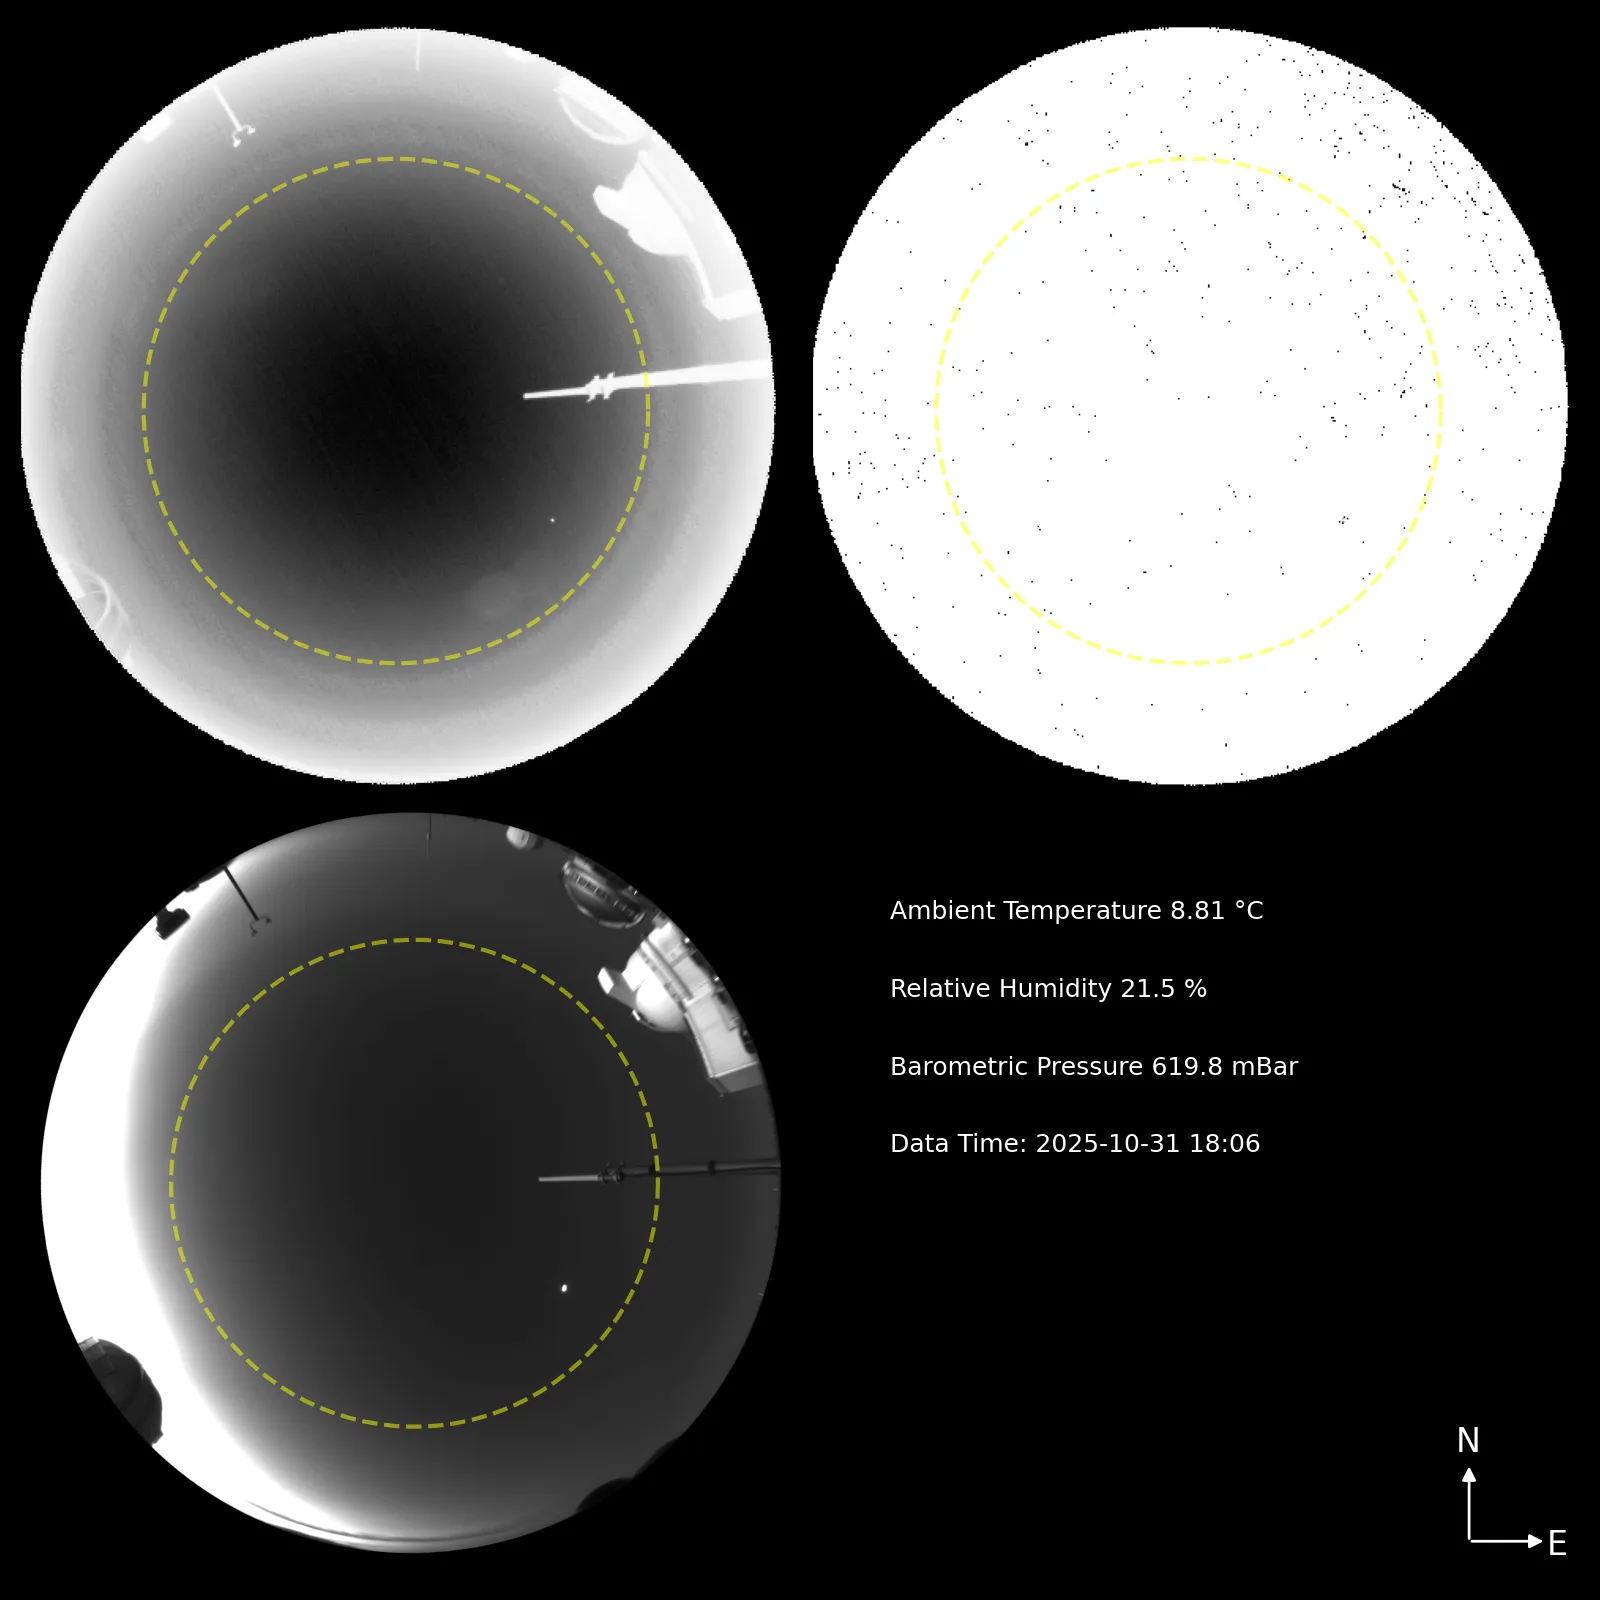 Ambient Temperature 8.81 °C
Relative Humidity 21.5 %
Barometric Pressure 619.8 mBar
Data Time: 2025-10-31 18:06
N
E